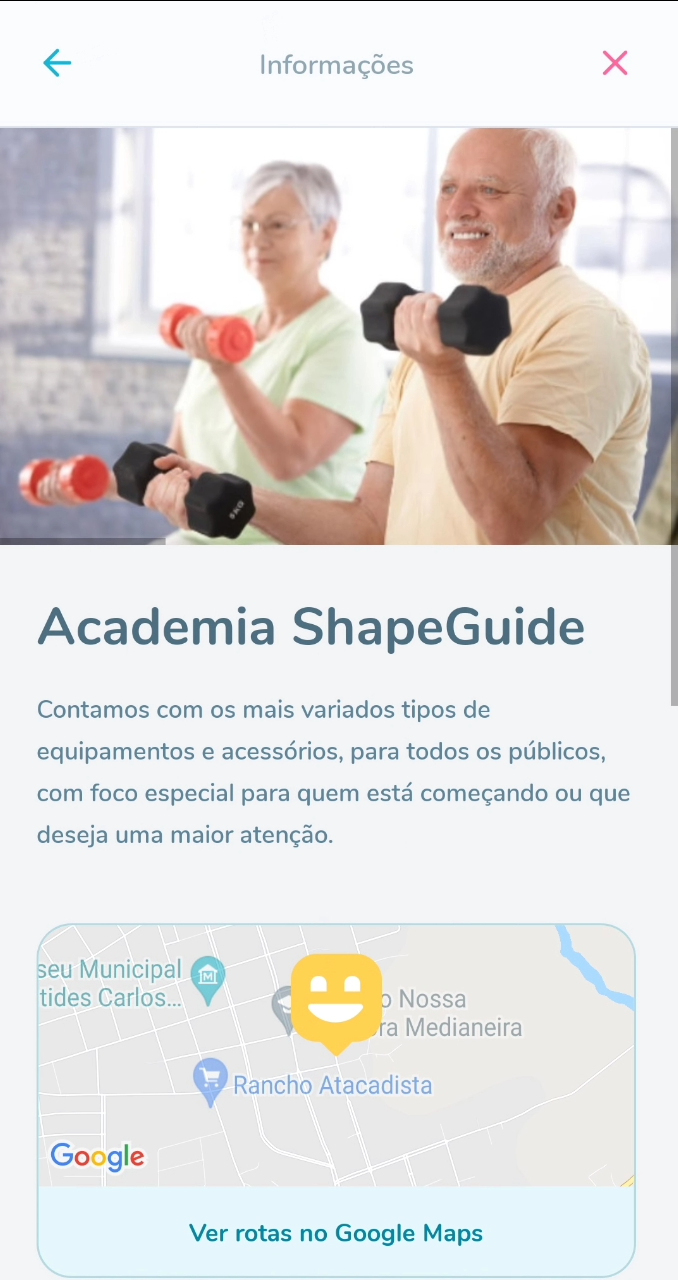 Informações
5KG
Academia ShapeGuide
Contamos com os mais variados tipos de
equipamentos e acessórios, para todos os públicos,
com foco especial para quem está começando ou que
deseja uma maior atenção.
seu Municipal
tides Carlos...
M
o Nossa
ra Medianeira
Rancho Atacadista
Google
Ver rotas no Google Maps